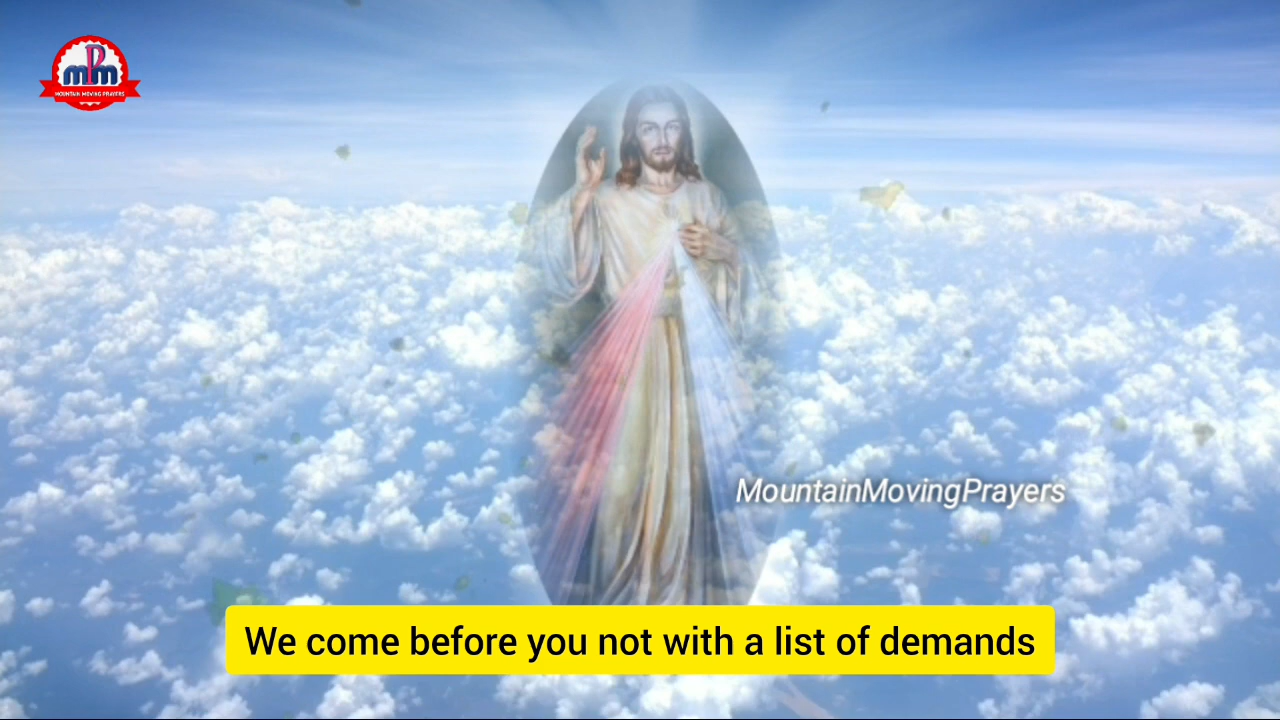 mPm
MOUNTAIN MOVING PRAYERS
MountainMovingPrayers
We come before you not with a list of demands